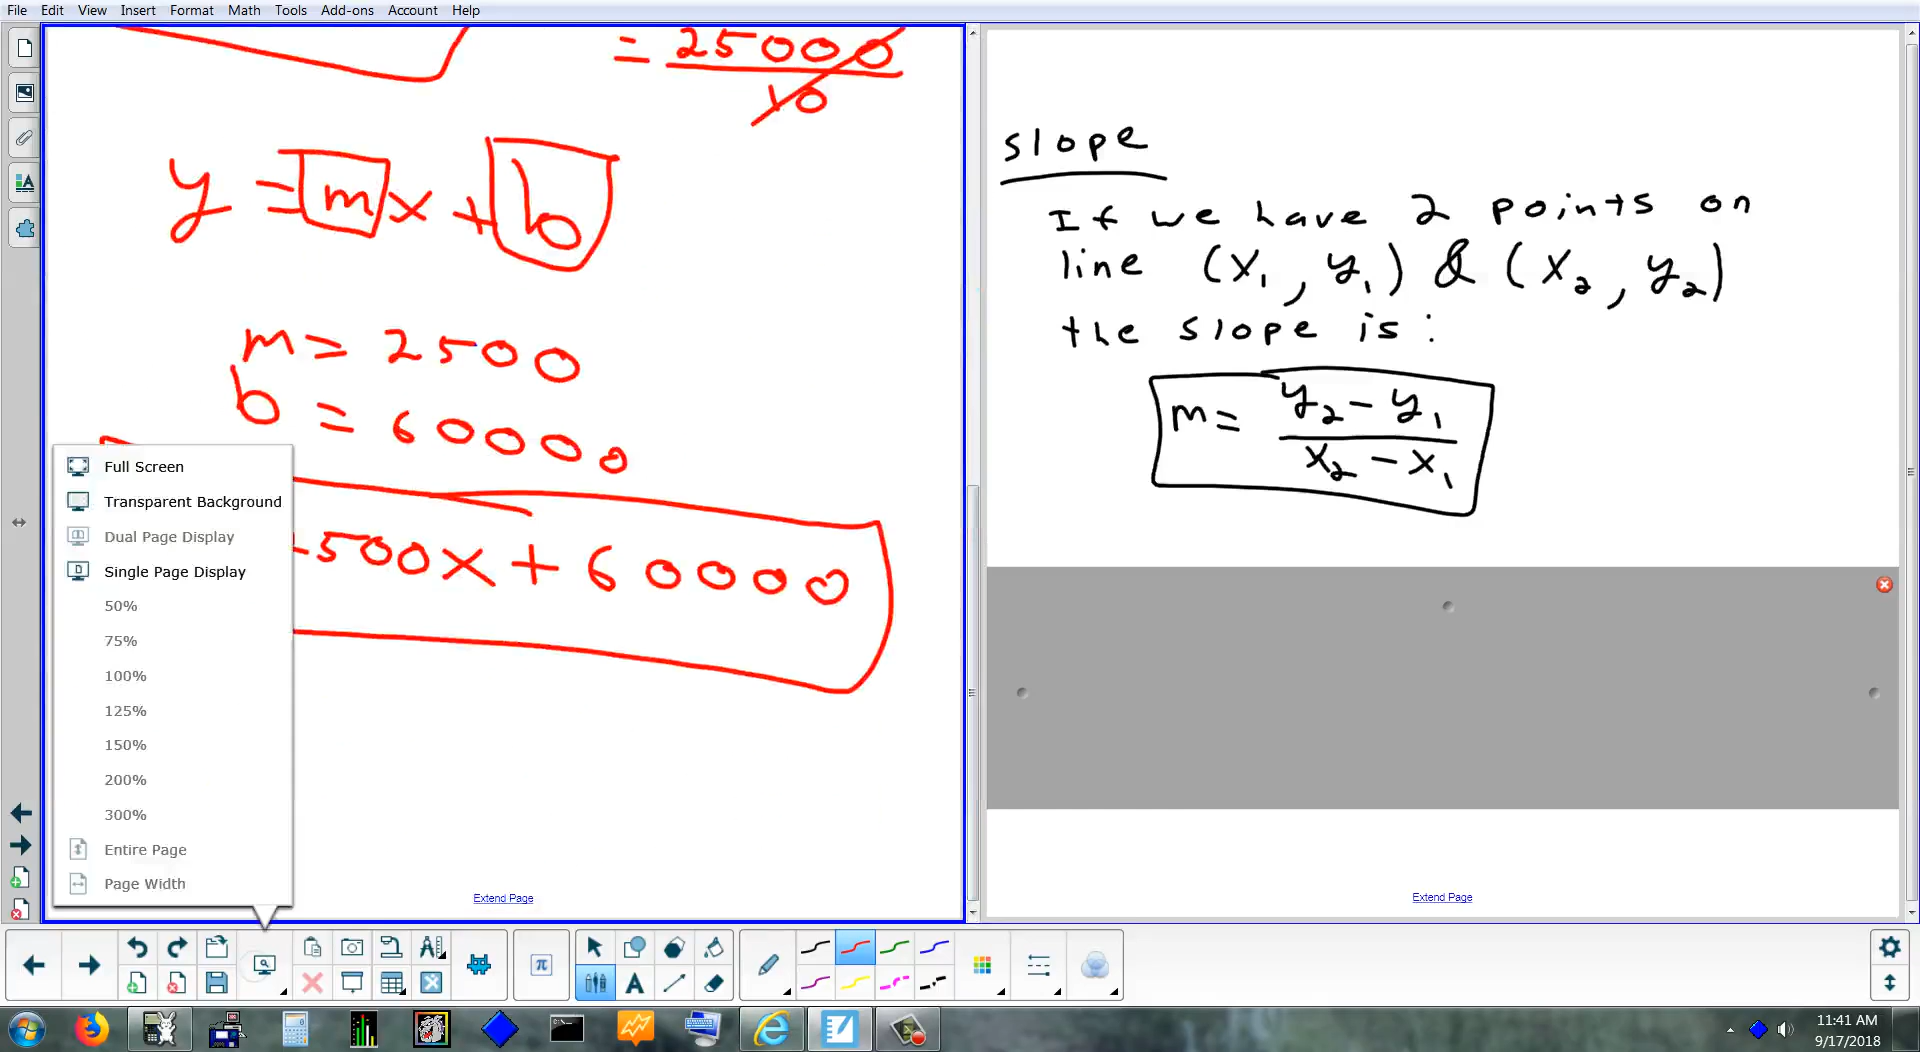 File Edit View Insert Format Math Tools Add-ons Account Help
= 25000
10
y = mx + b
m = 2500
b = 60000
500x + 60000
Full Screen
Transparent Background
Dual Page Display
Single Page Display
50%
75%
100%
125%
150%
200%
300%
Entire Page
Page Width
Extend Page
slope
If we have 2 points on
line (x₁, y₁) & (x₂, y₂)
the slope is:
m = y₂ - y₁
x₂ - x₁
Extend Page
π
A
11:41 AM
9/17/2018